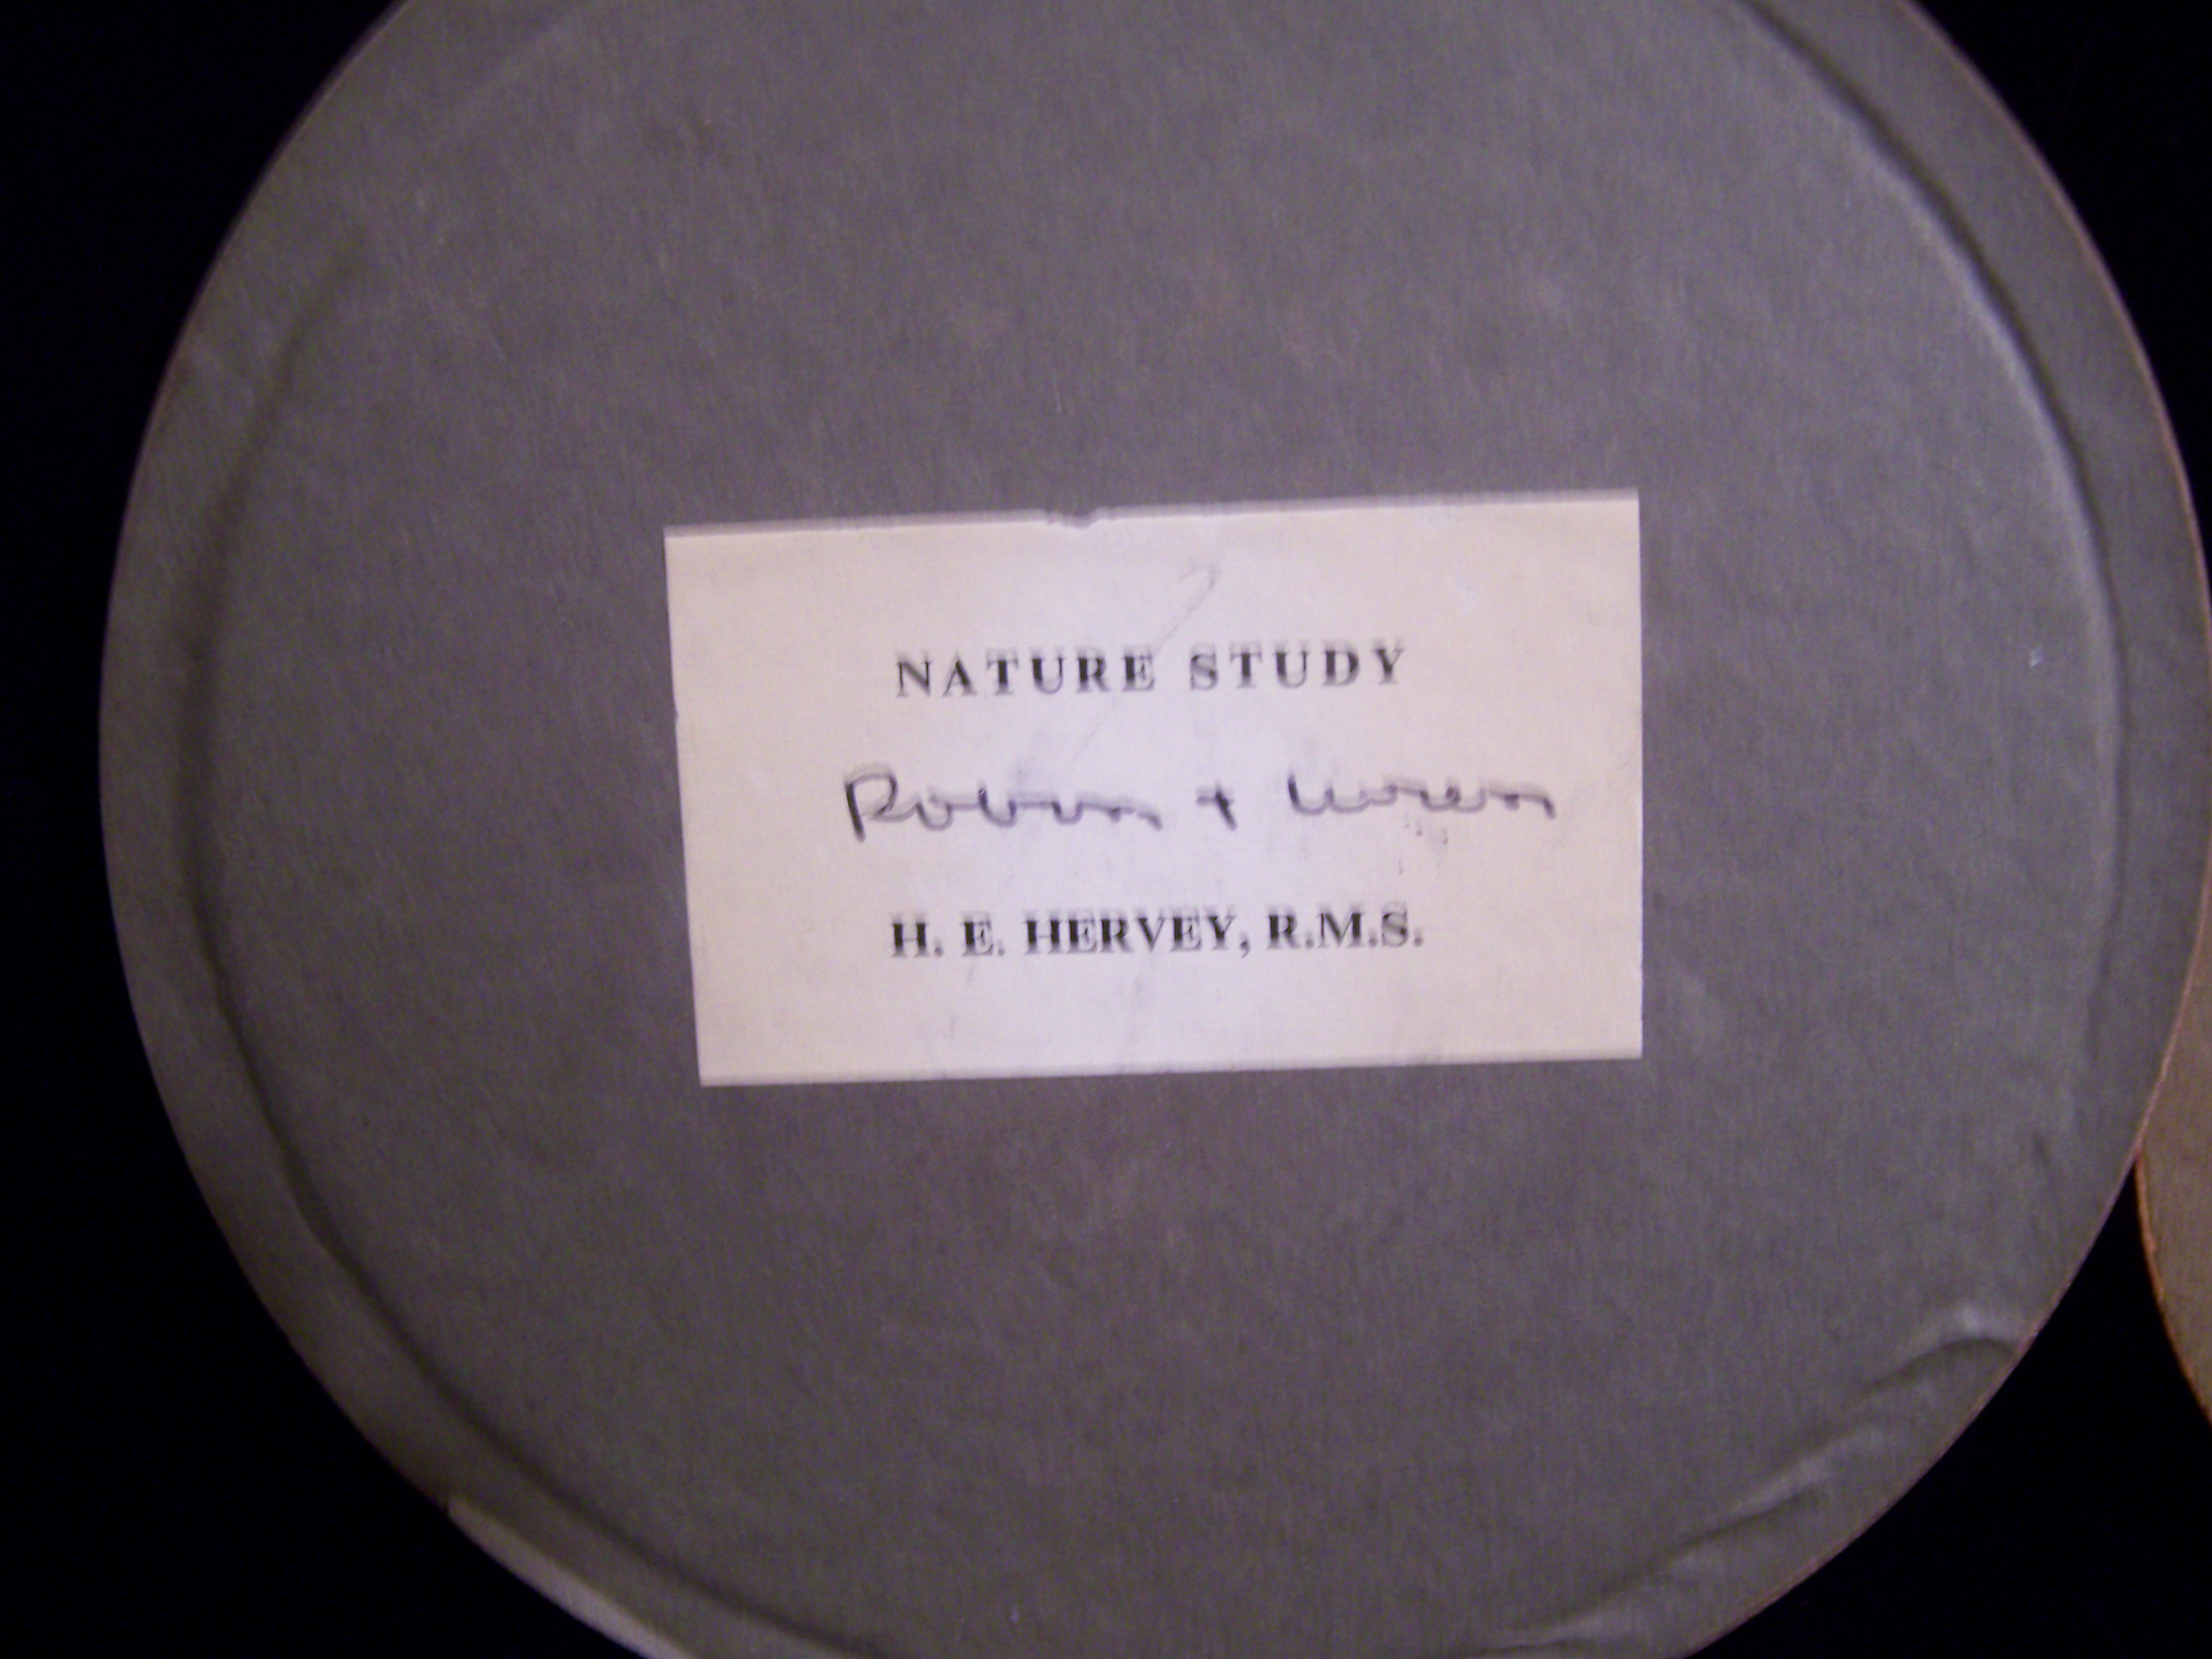 NATURE STUDY
Robin + Wren
H. E. HERVEY, R.M.S.